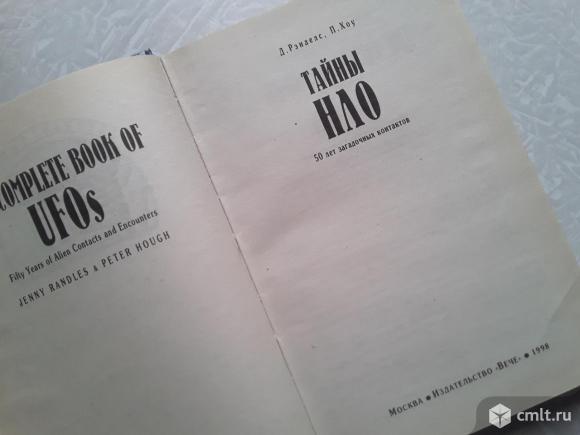 COMPLETE BOOK OF
UFOs
Fifty Years of Alien Contacts and Encounters
JENNY RANDLES & PETER HOUGH
Д. Рэнделс, П. Хоу
ТАЙНЫ
НЛО
50 лет загадочных контактов
МОСКВА • ИЗДАТЕЛЬСТВО «ВЕЧЕ» • 1998
cmlt.ru